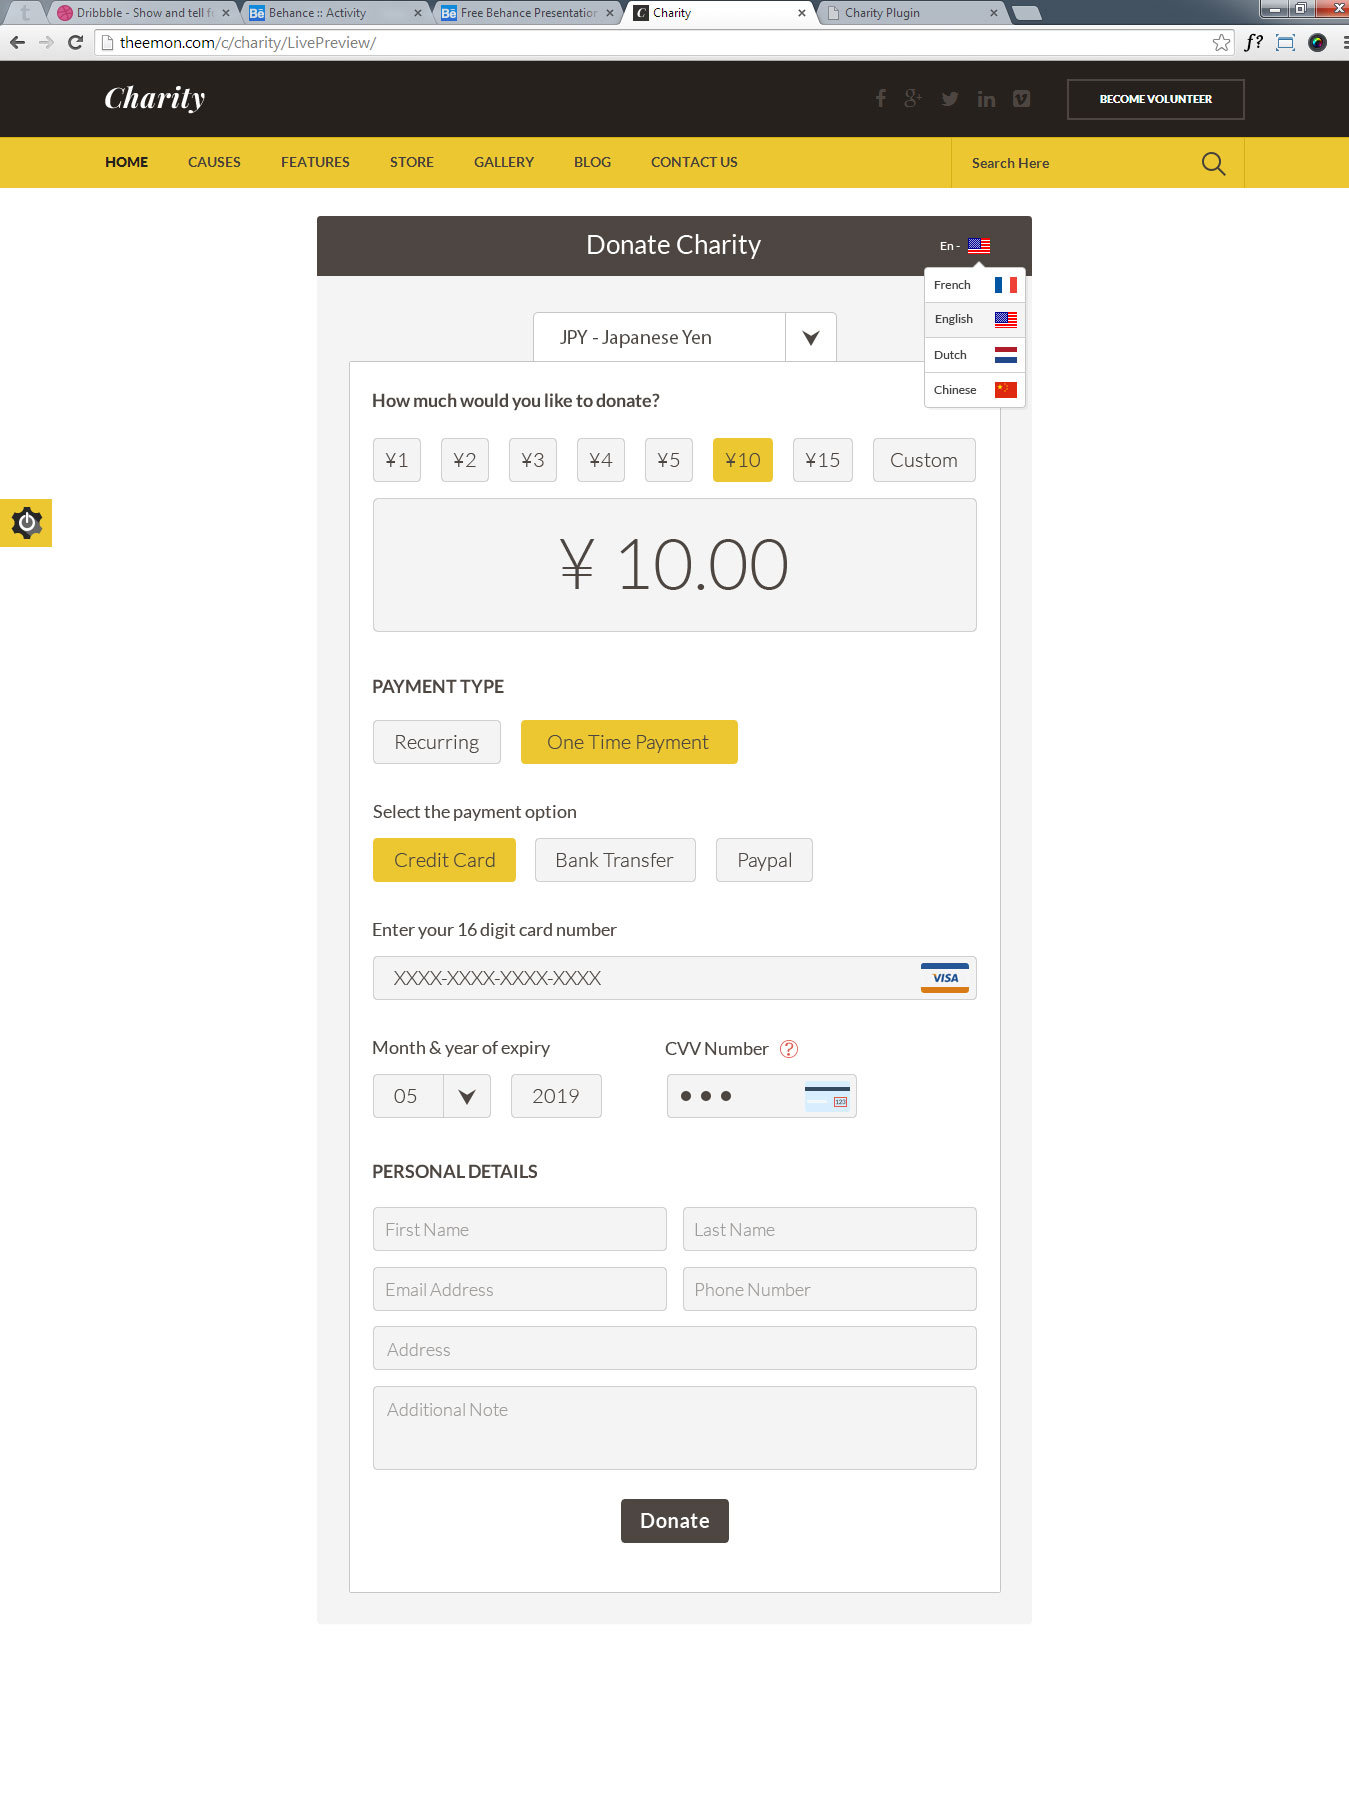 t
Dribbble - Show and tell fo
Behance :: Activity
Free Behance Presentation
Charity
Charity Plugin
theemon.com/c/charity/LivePreview/
f?
Charity
BECOME VOLUNTEER
HOME
CAUSES
FEATURES
STORE
GALLERY
BLOG
CONTACT US
Search Here
Donate Charity
En -
French
English
Dutch
Chinese
JPY - Japanese Yen
How much would you like to donate?
¥1
¥2
¥3
¥4
¥5
¥10
¥15
Custom
¥ 10.00
PAYMENT TYPE
Recurring
One Time Payment
Select the payment option
Credit Card
Bank Transfer
Paypal
Enter your 16 digit card number
XXXX-XXXX-XXXX-XXXX
VISA
Month & year of expiry
CVV Number ?
05
2019
123
PERSONAL DETAILS
First Name
Last Name
Email Address
Phone Number
Address
Additional Note
Donate